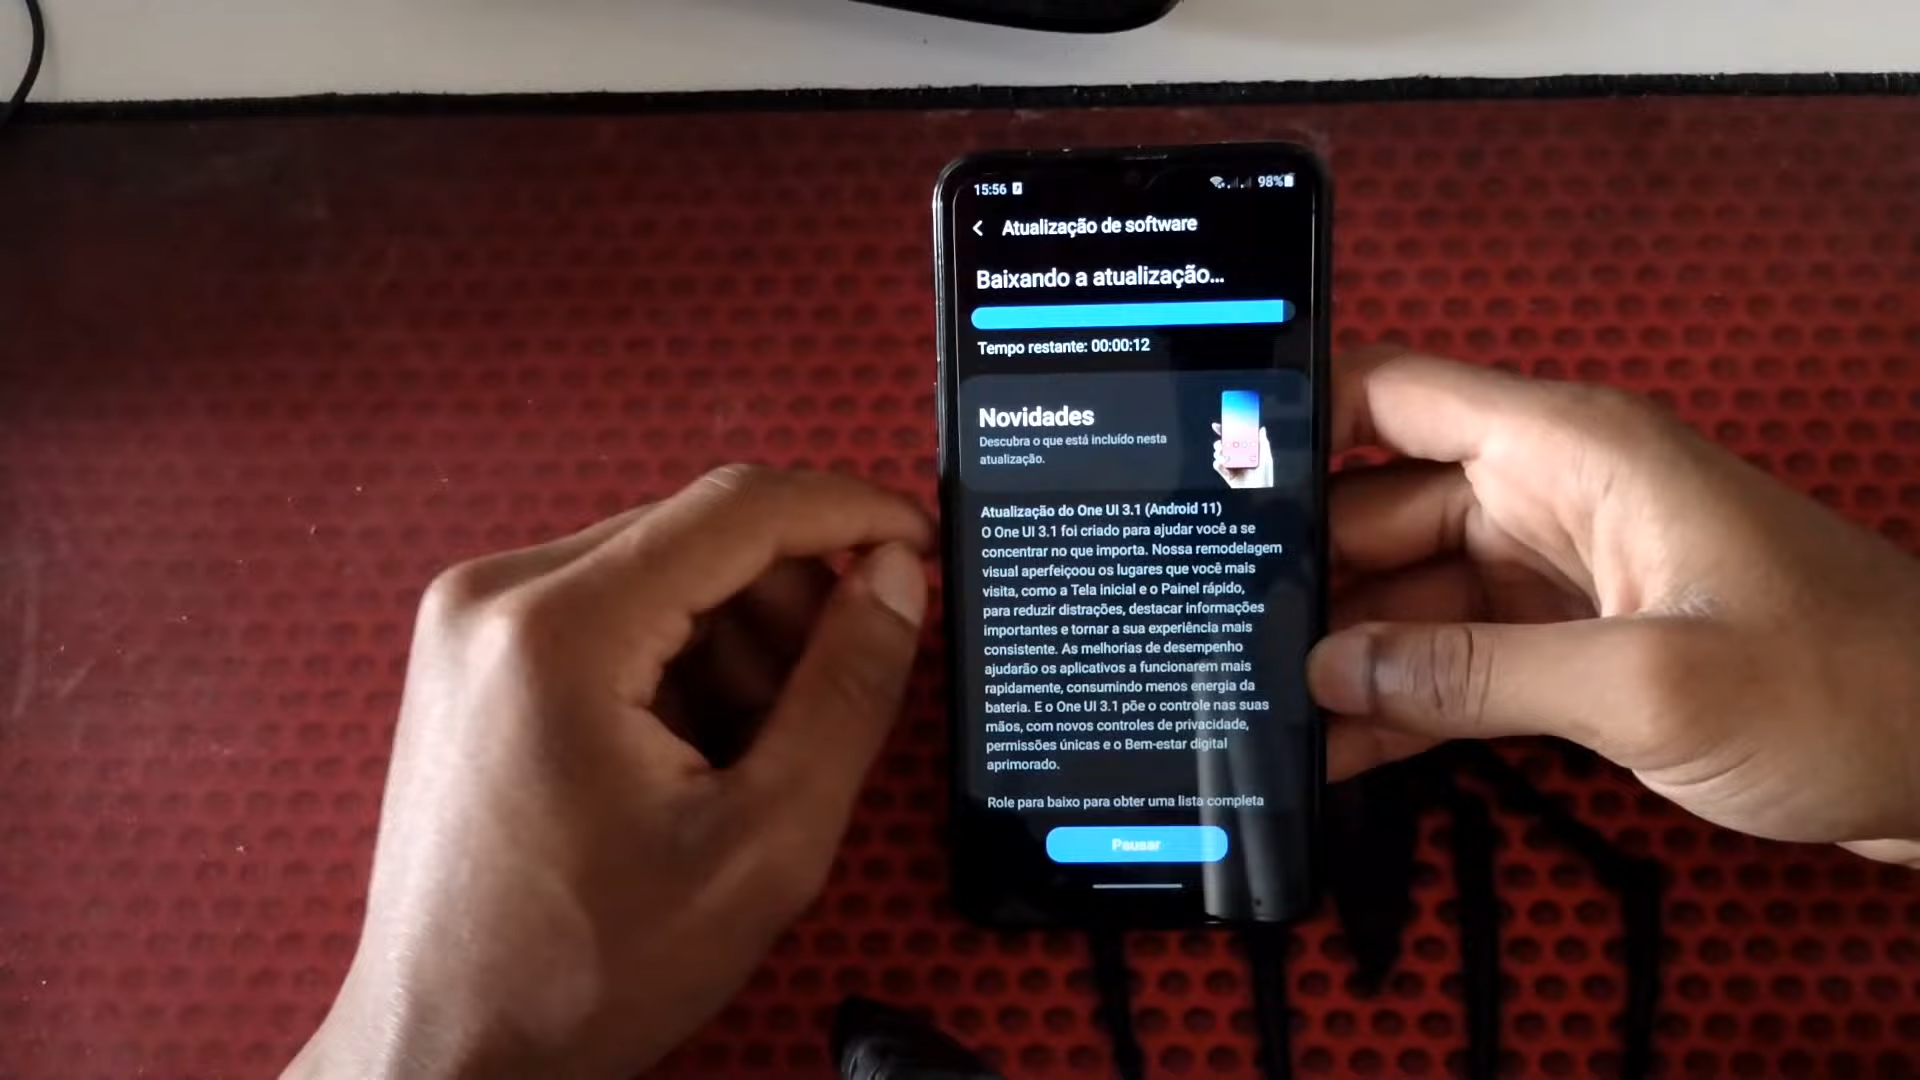 15:56
98%
Atualização de software
Baixando a atualização...
Tempo restante: 00:00:12
Novidades
Descubra o que está incluído nesta
atualização.
Atualização do One UI 3.1 (Android 11)
O One UI 3.1 foi criado para ajudar você a se
concentrar no que importa. Nossa remodelagem
visual aperfeiçoou os lugares que você mais
visita, como a Tela inicial e o Painel rápido,
para reduzir distrações, destacar informações
importantes e tornar a sua experiência mais
consistente. As melhorias de desempenho
ajudarão os aplicativos a funcionarem mais
rapidamente, consumindo menos energia da
bateria. E o One UI 3.1 põe o controle nas suas
mãos, com novos controles de privacidade,
permissões únicas e o Bem-estar digital
aprimorado.
Role para baixo para obter uma lista completa
Pausar